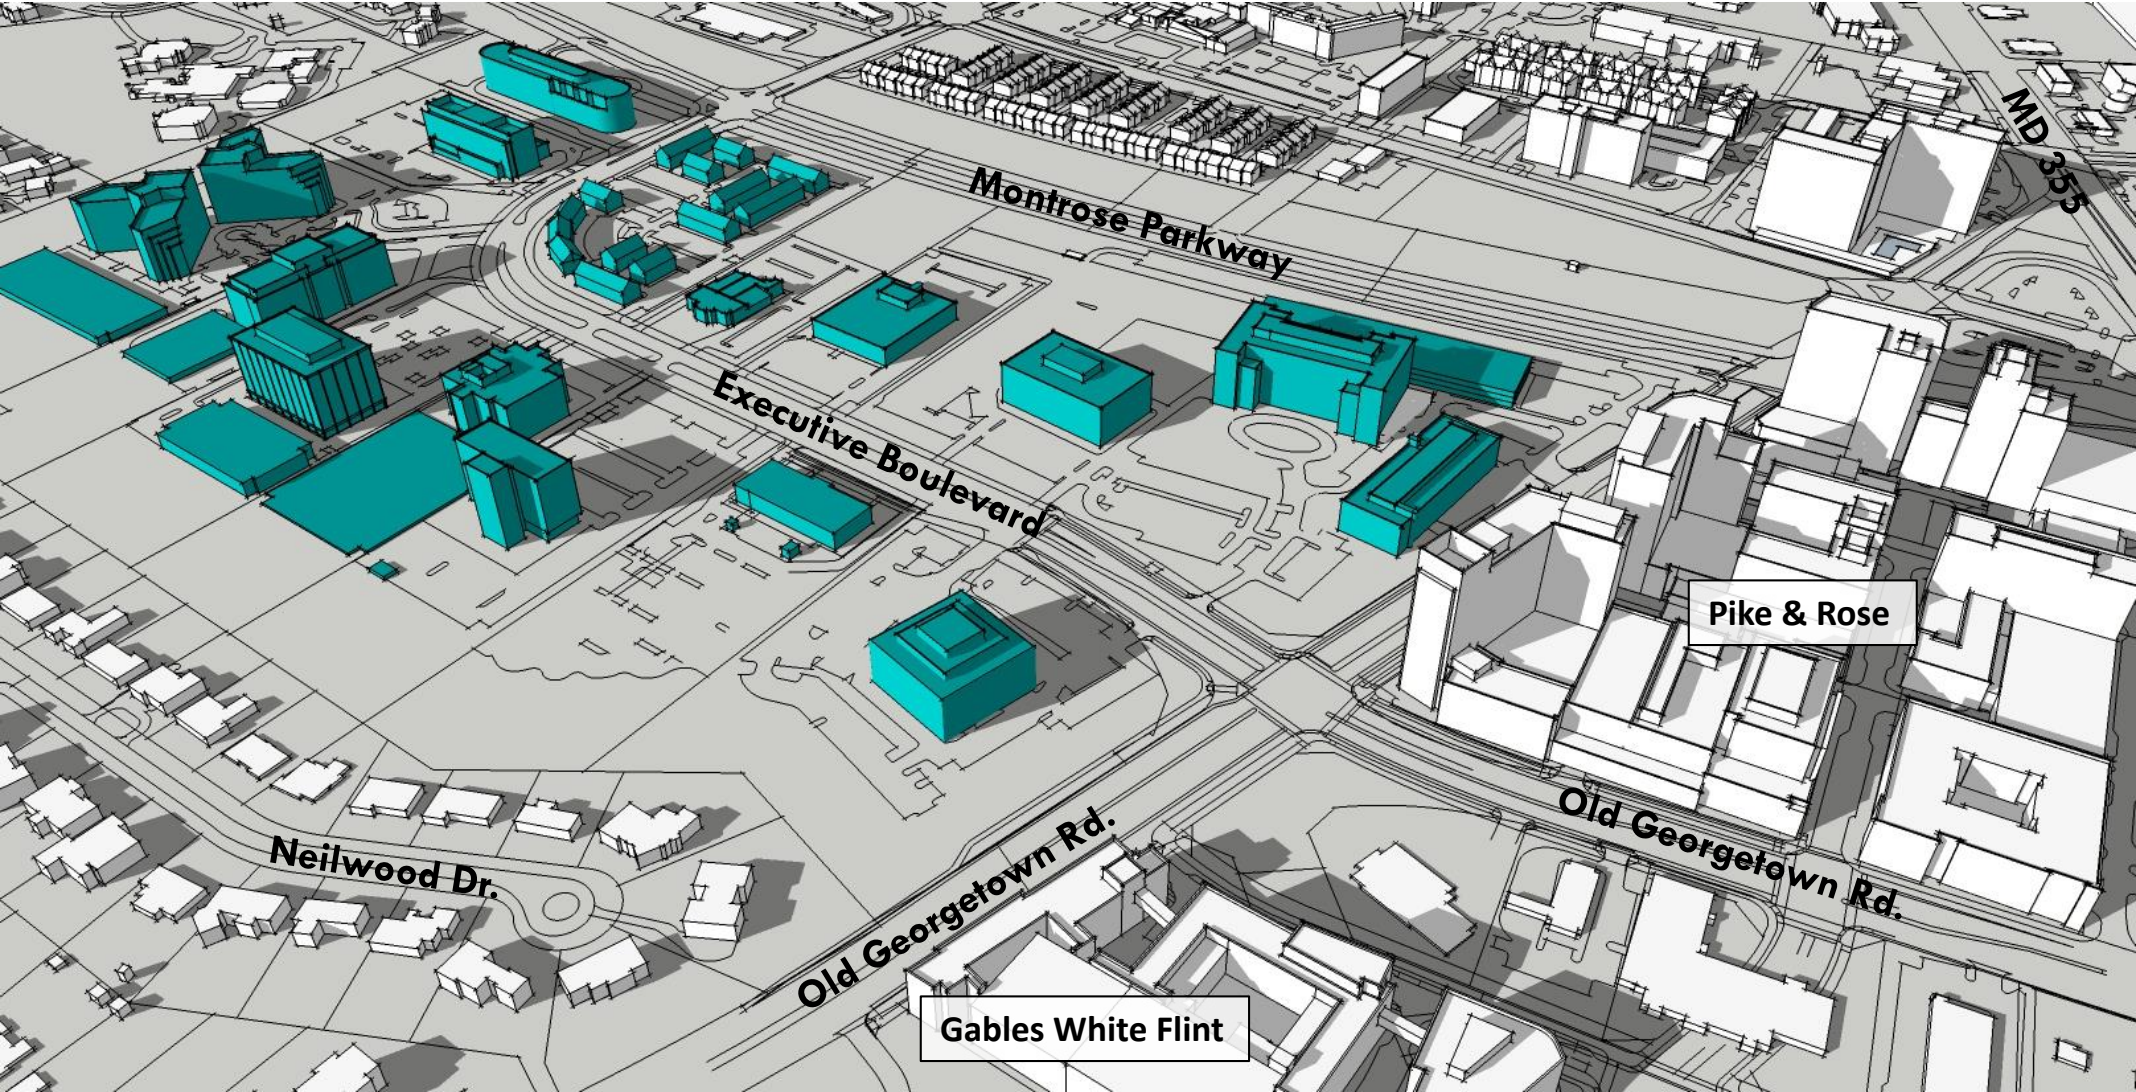 MD 355
Montrose Parkway
Executive Boulevard
Pike & Rose
Old Georgetown Rd.
Neilwood Dr.
Old Georgetown Rd.
Gables White Flint